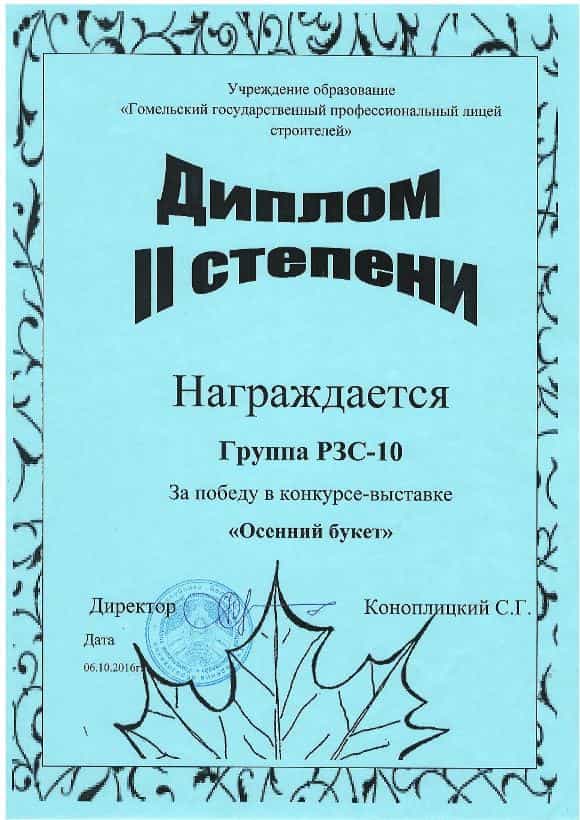 Учреждение образование
«Гомельский государственный профессиональный лицей
строителей»
Диплом
II степени
Награждается
Группа РЗС-10
За победу в конкурсе-выставке
«Осенний букет»
Директор Коноплицкий С.Г.
Дата
06.10.2016г.
\